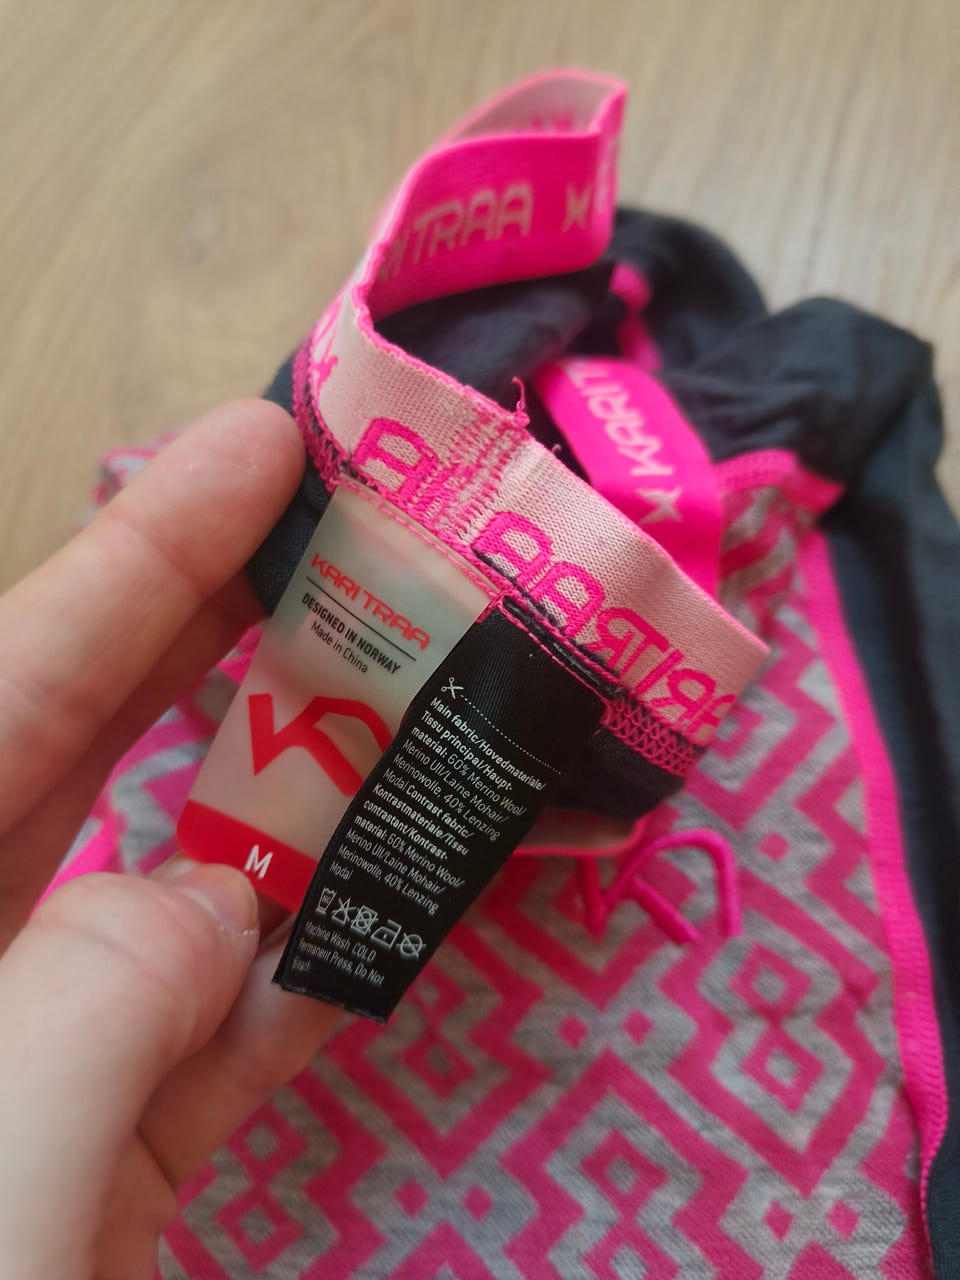 KARI TRAA
KARI TRAA
KARI TRAA
DESIGNED IN NORWAY
Made in China
M
Main fabric/Hovedmateriale/
Tissu principal/Haupt-
material: 60% Merino Wool/
Merino Ull/Laine Mohair/
Merinowolle, 40% Lenzing
Modal Contrast fabric/
Kontrastmateriale/Tissu
contrastant/Kontrast-
material: 60% Merino Wool/
Merino Ull/Laine Mohair/
Merinowolle, 40% Lenzing
Modal
Machine Wash COLD
Permanent Press, Do Not
Bleach